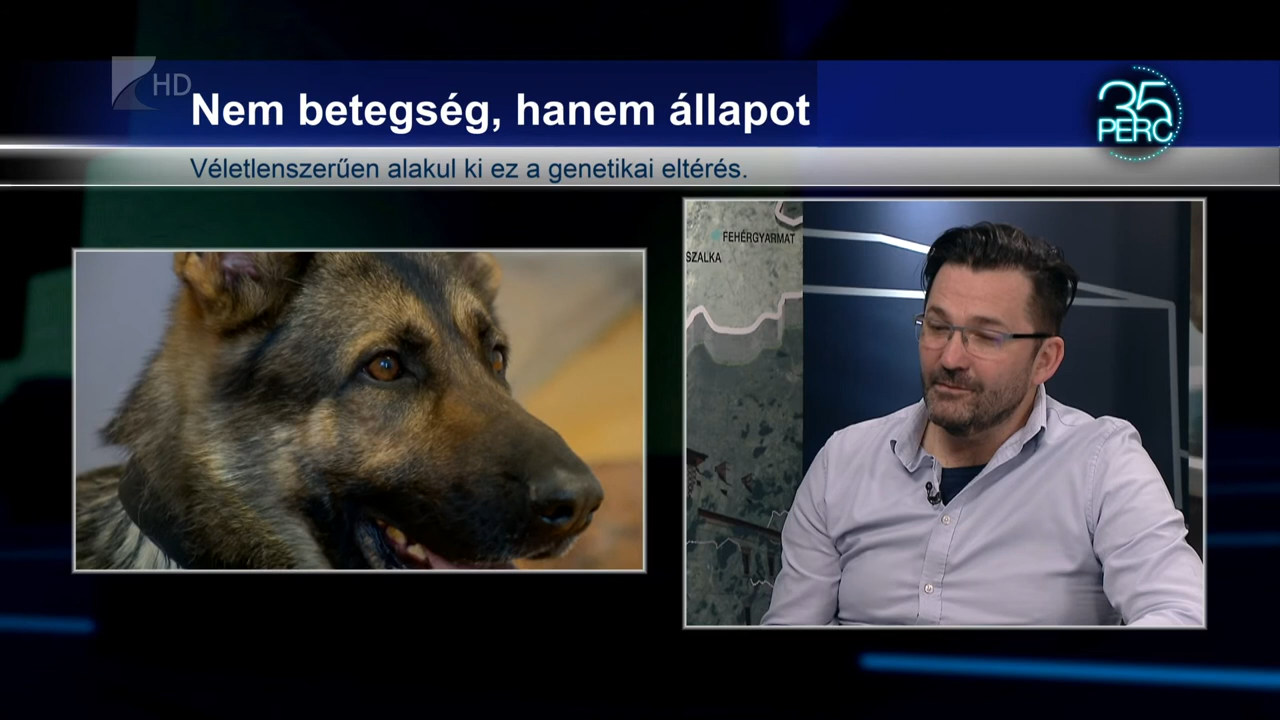 HD
Nem betegség, hanem állapot
35
PERC
Véletlenszerűen alakul ki ez a genetikai eltérés.
FEHÉRGYARMAT
SZALKA